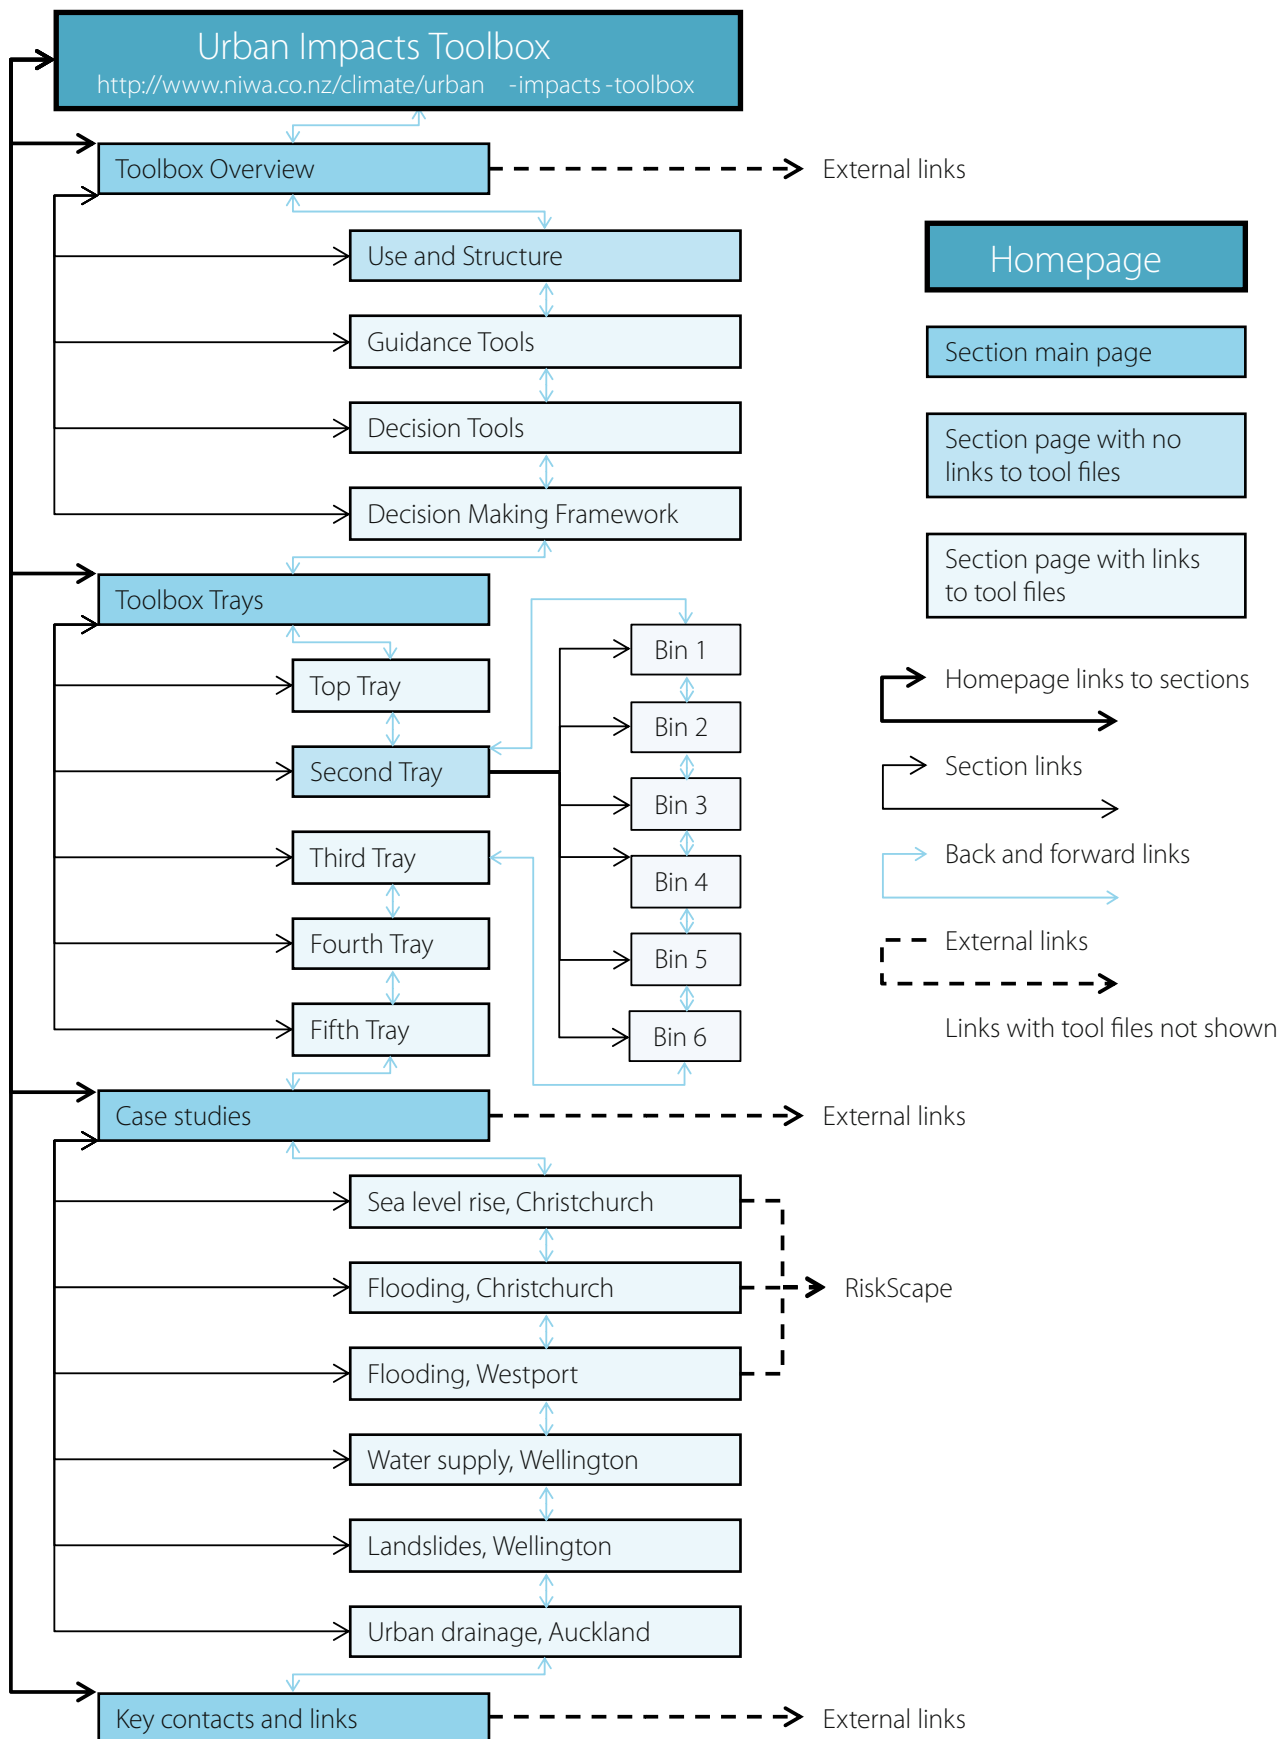 Urban Impacts Toolbox
http://www.niwa.co.nz/climate/urban -impacts -toolbox
Toolbox Overview
External links
Use and Structure
Guidance Tools
Decision Tools
Decision Making Framework
Toolbox Trays
Top Tray
Second Tray
Third Tray
Fourth Tray
Fifth Tray
Bin 1
Bin 2
Bin 3
Bin 4
Bin 5
Bin 6
Case studies
External links
Sea level rise, Christchurch
Flooding, Christchurch
RiskScape
Flooding, Westport
Water supply, Wellington
Landslides, Wellington
Urban drainage, Auckland
Key contacts and links
External links
Homepage
Section main page
Section page with no
links to tool files
Section page with links
to tool files
Homepage links to sections
Section links
Back and forward links
External links
Links with tool files not shown